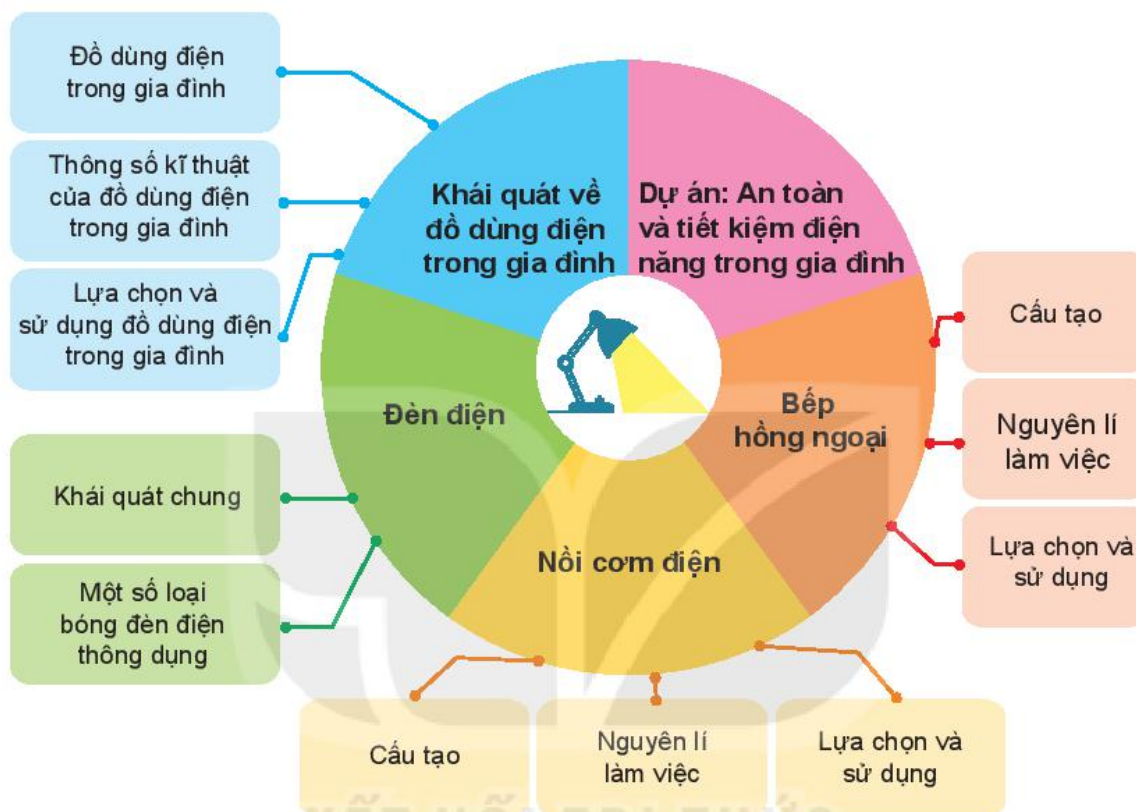 Đồ dùng điện
trong gia đình
Thông số kĩ thuật
của đồ dùng điện
trong gia đình
Lựa chọn và
sử dụng đồ dùng điện
trong gia đình
Khái quát về
đồ dùng điện
trong gia đình
Dự án: An toàn
và tiết kiệm điện
năng trong gia đình
Đèn điện
Khái quát chung
Một số loại
bóng đèn điện
thông dụng
Bếp
hồng ngoại
Cấu tạo
Nguyên lí
làm việc
Lựa chọn và
sử dụng
Nồi cơm điện
Cấu tạo
Nguyên lí
làm việc
Lựa chọn và
sử dụng